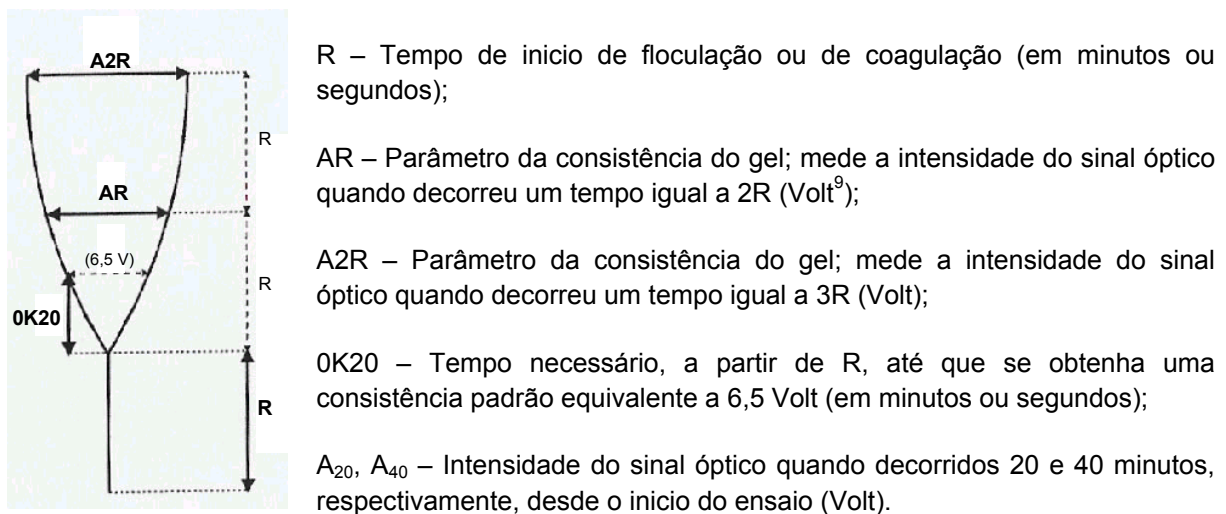 A2R
R
AR
(6,5 V)
R
0K20
R
R – Tempo de inicio de floculação ou de coagulação (em minutos ou
segundos);
AR – Parâmetro da consistência do gel; mede a intensidade do sinal óptico
quando decorreu um tempo igual a 2R (Volt⁹);
A2R – Parâmetro da consistência do gel; mede a intensidade do sinal
óptico quando decorreu um tempo igual a 3R (Volt);
0K20 – Tempo necessário, a partir de R, até que se obtenha uma
consistência padrão equivalente a 6,5 Volt (em minutos ou segundos);
A₂₀, A₄₀ – Intensidade do sinal óptico quando decorridos 20 e 40 minutos,
respectivamente, desde o inicio do ensaio (Volt).